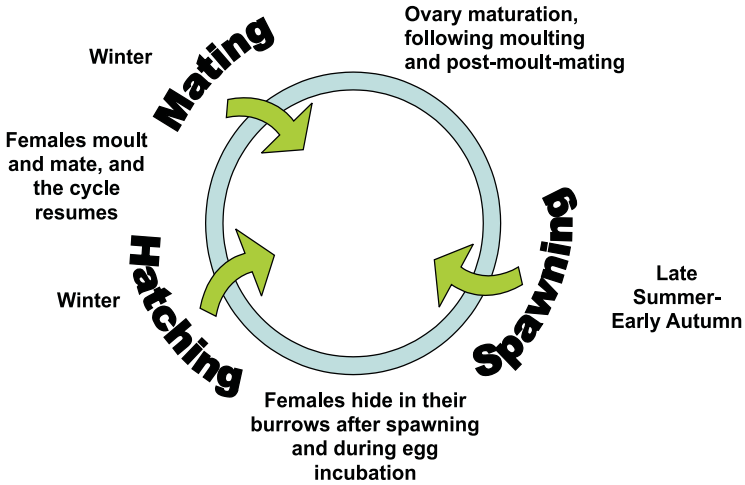 Ovary maturation,
following moulting
and post-moult-mating
Winter
Mating
Females moult
and mate, and
the cycle
resumes
Spawning
Late
Summer-
Early Autumn
Hatching
Winter
Females hide in their
burrows after spawning
and during egg
incubation